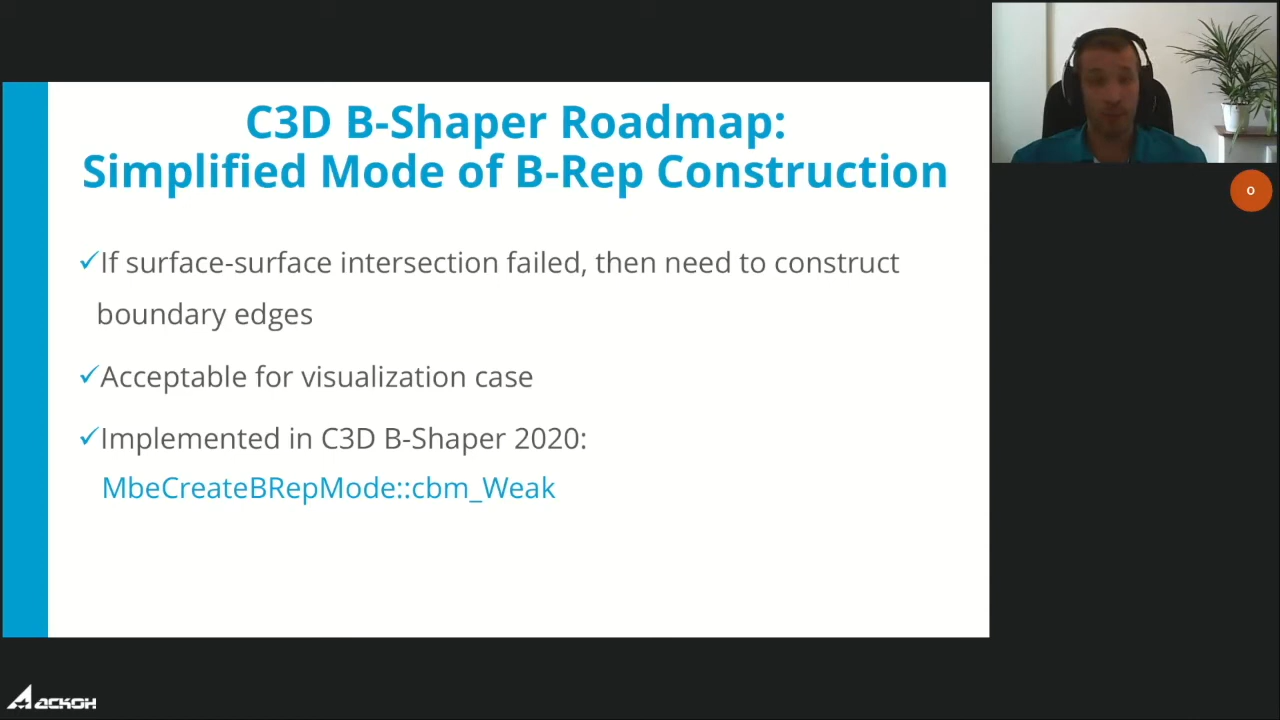 C3D B-Shaper Roadmap:
Simplified Mode of B-Rep Construction
✓If surface-surface intersection failed, then need to construct
boundary edges
✓Acceptable for visualization case
✓Implemented in C3D B-Shaper 2020:
MbeCreateBRepMode::cbm_Weak
O
АСКОН